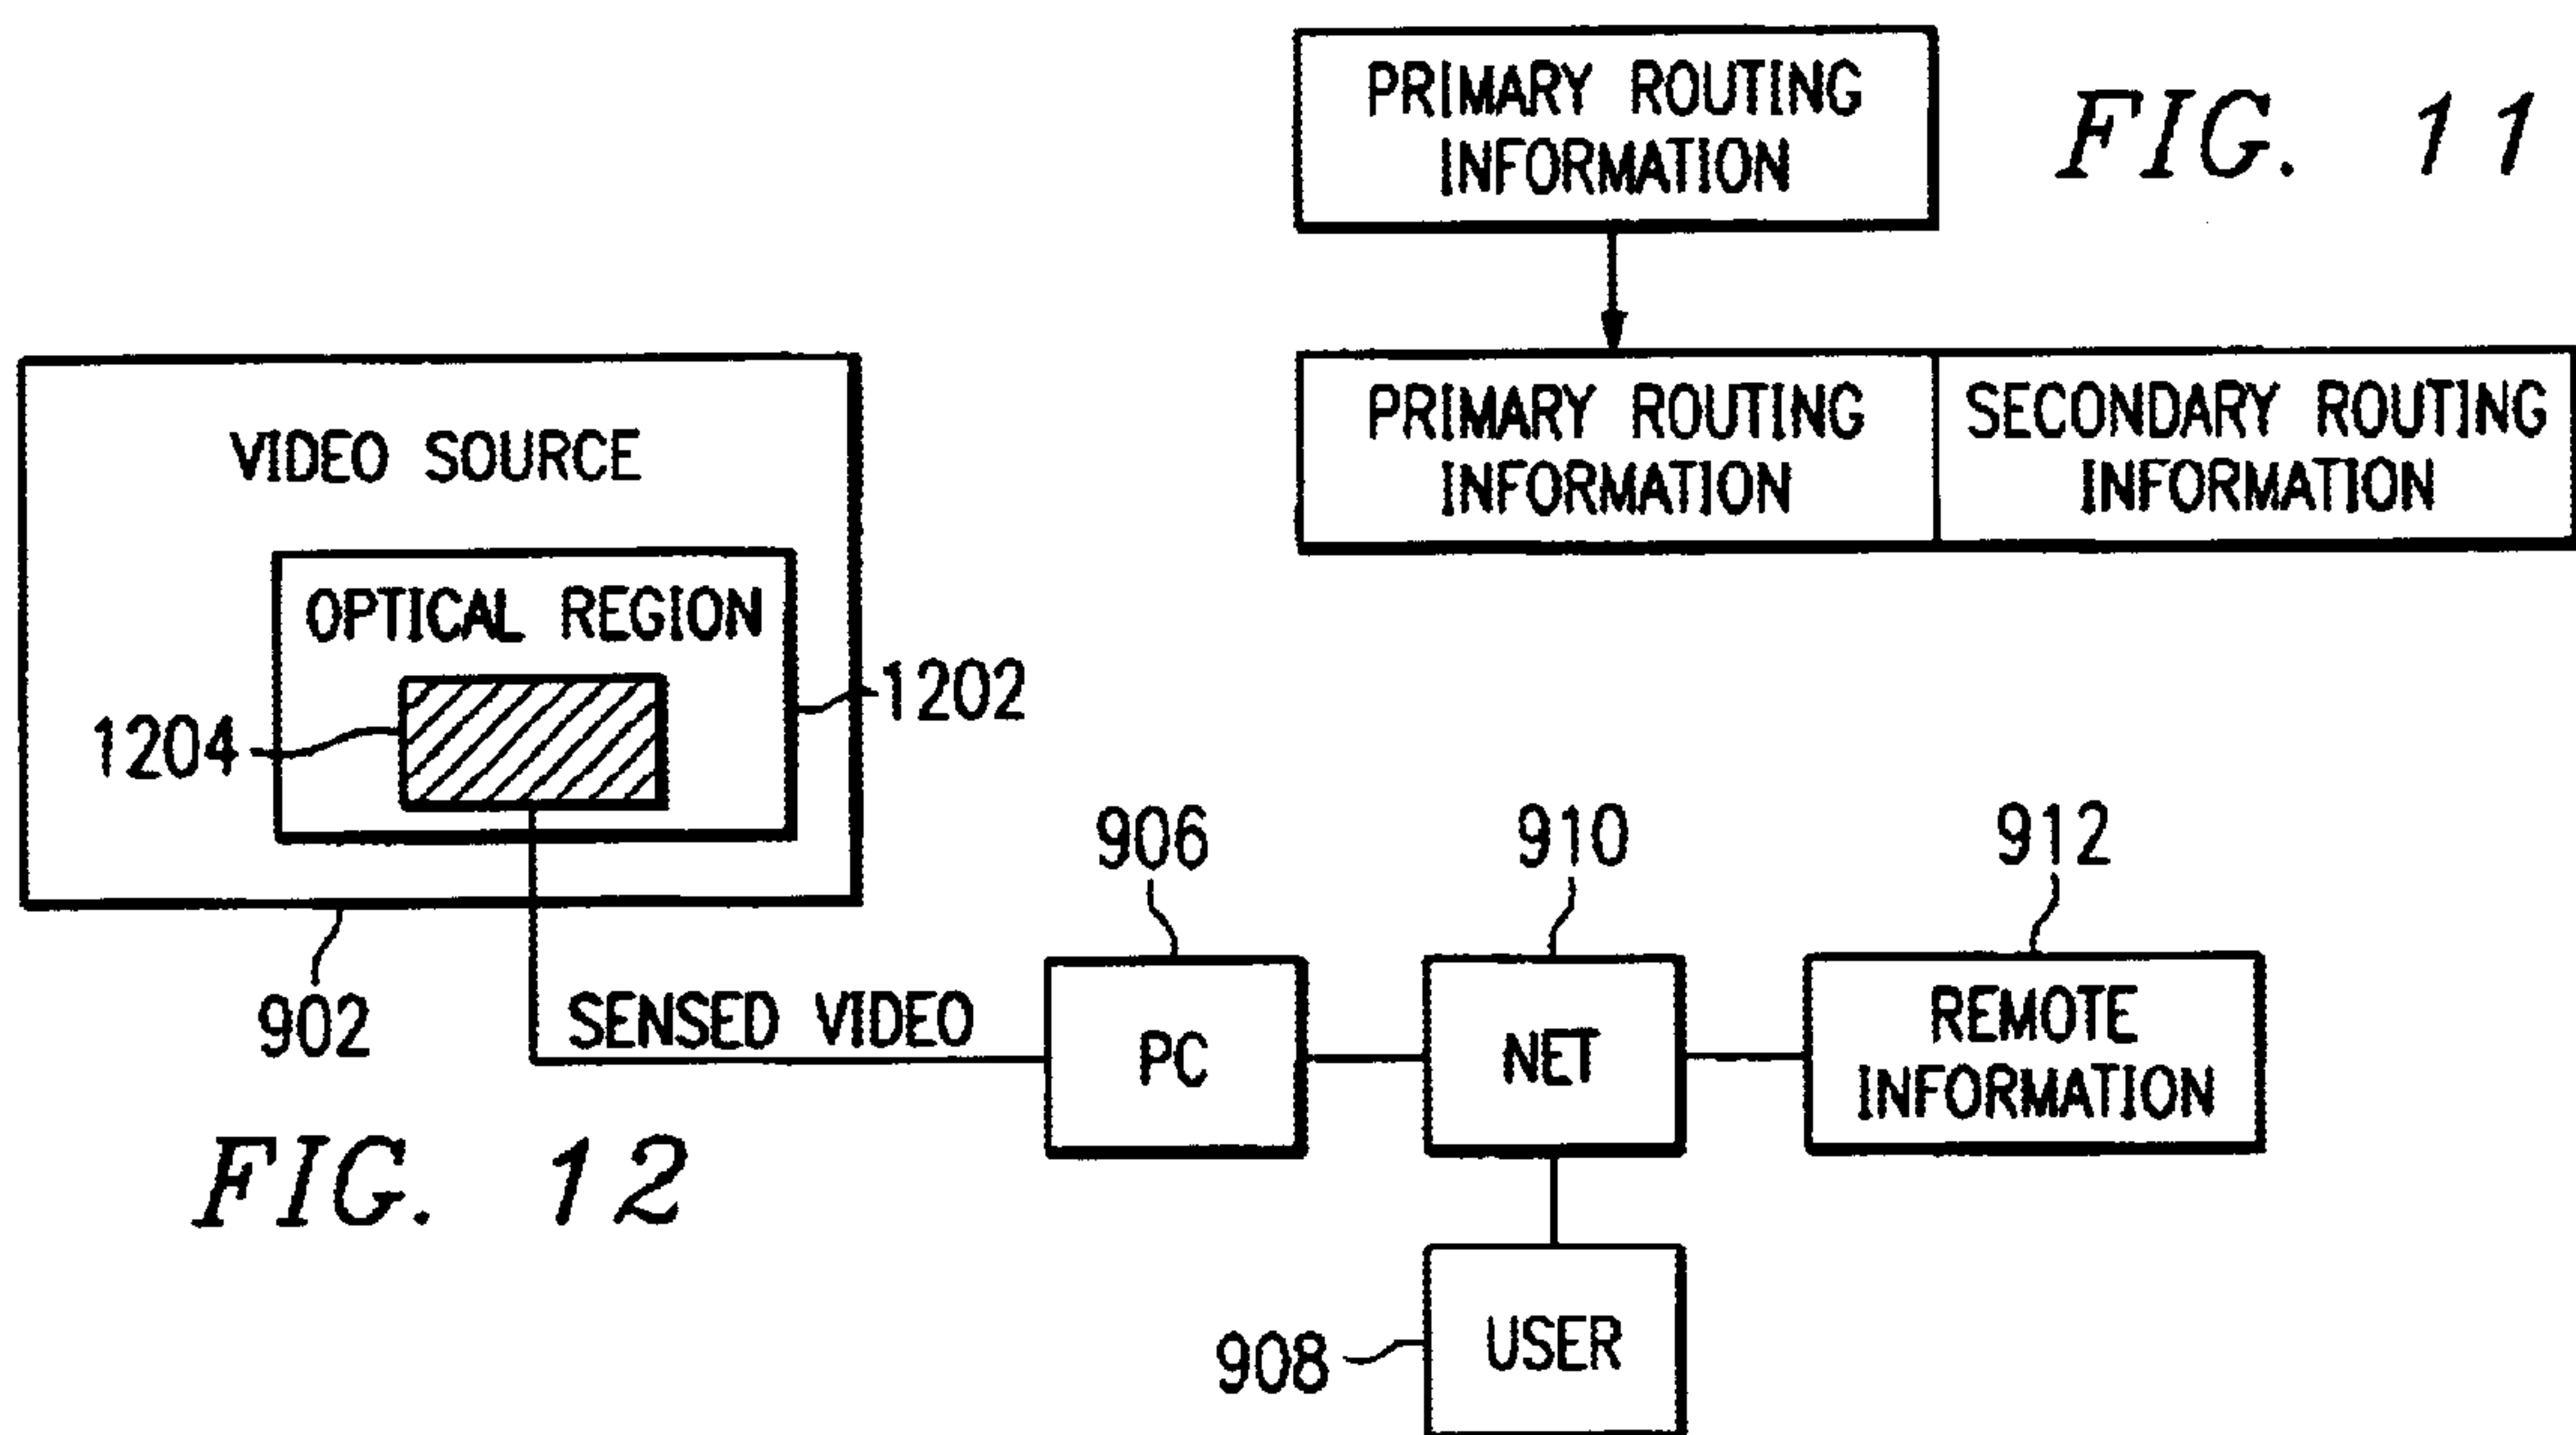 PRIMARY ROUTING
INFORMATION
FIG. 11
PRIMARY ROUTING
INFORMATION
SECONDARY ROUTING
INFORMATION
VIDEO SOURCE
OPTICAL REGION
1202
1204
902
SENSED VIDEO
906
PC
910
NET
912
REMOTE
INFORMATION
908
USER
FIG. 12